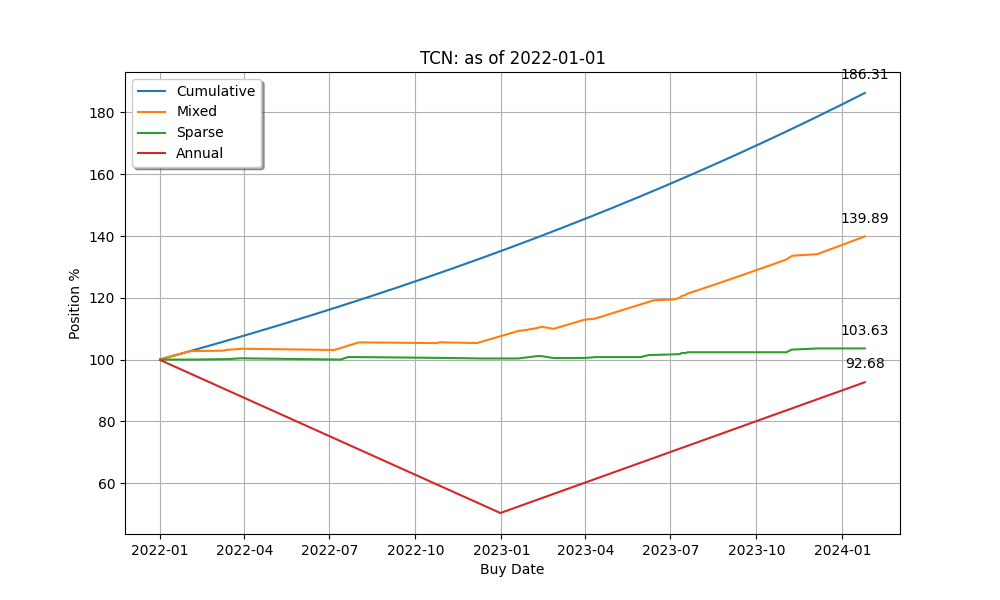 TCN: as of 2022-01-01
Cumulative
Mixed
Sparse
Annual
186.31
139.89
103.63
92.68
180
160
140
120
100
80
60
Position %
2022-01 2022-04 2022-07 2022-10 2023-01 2023-04 2023-07 2023-10 2024-01
Buy Date